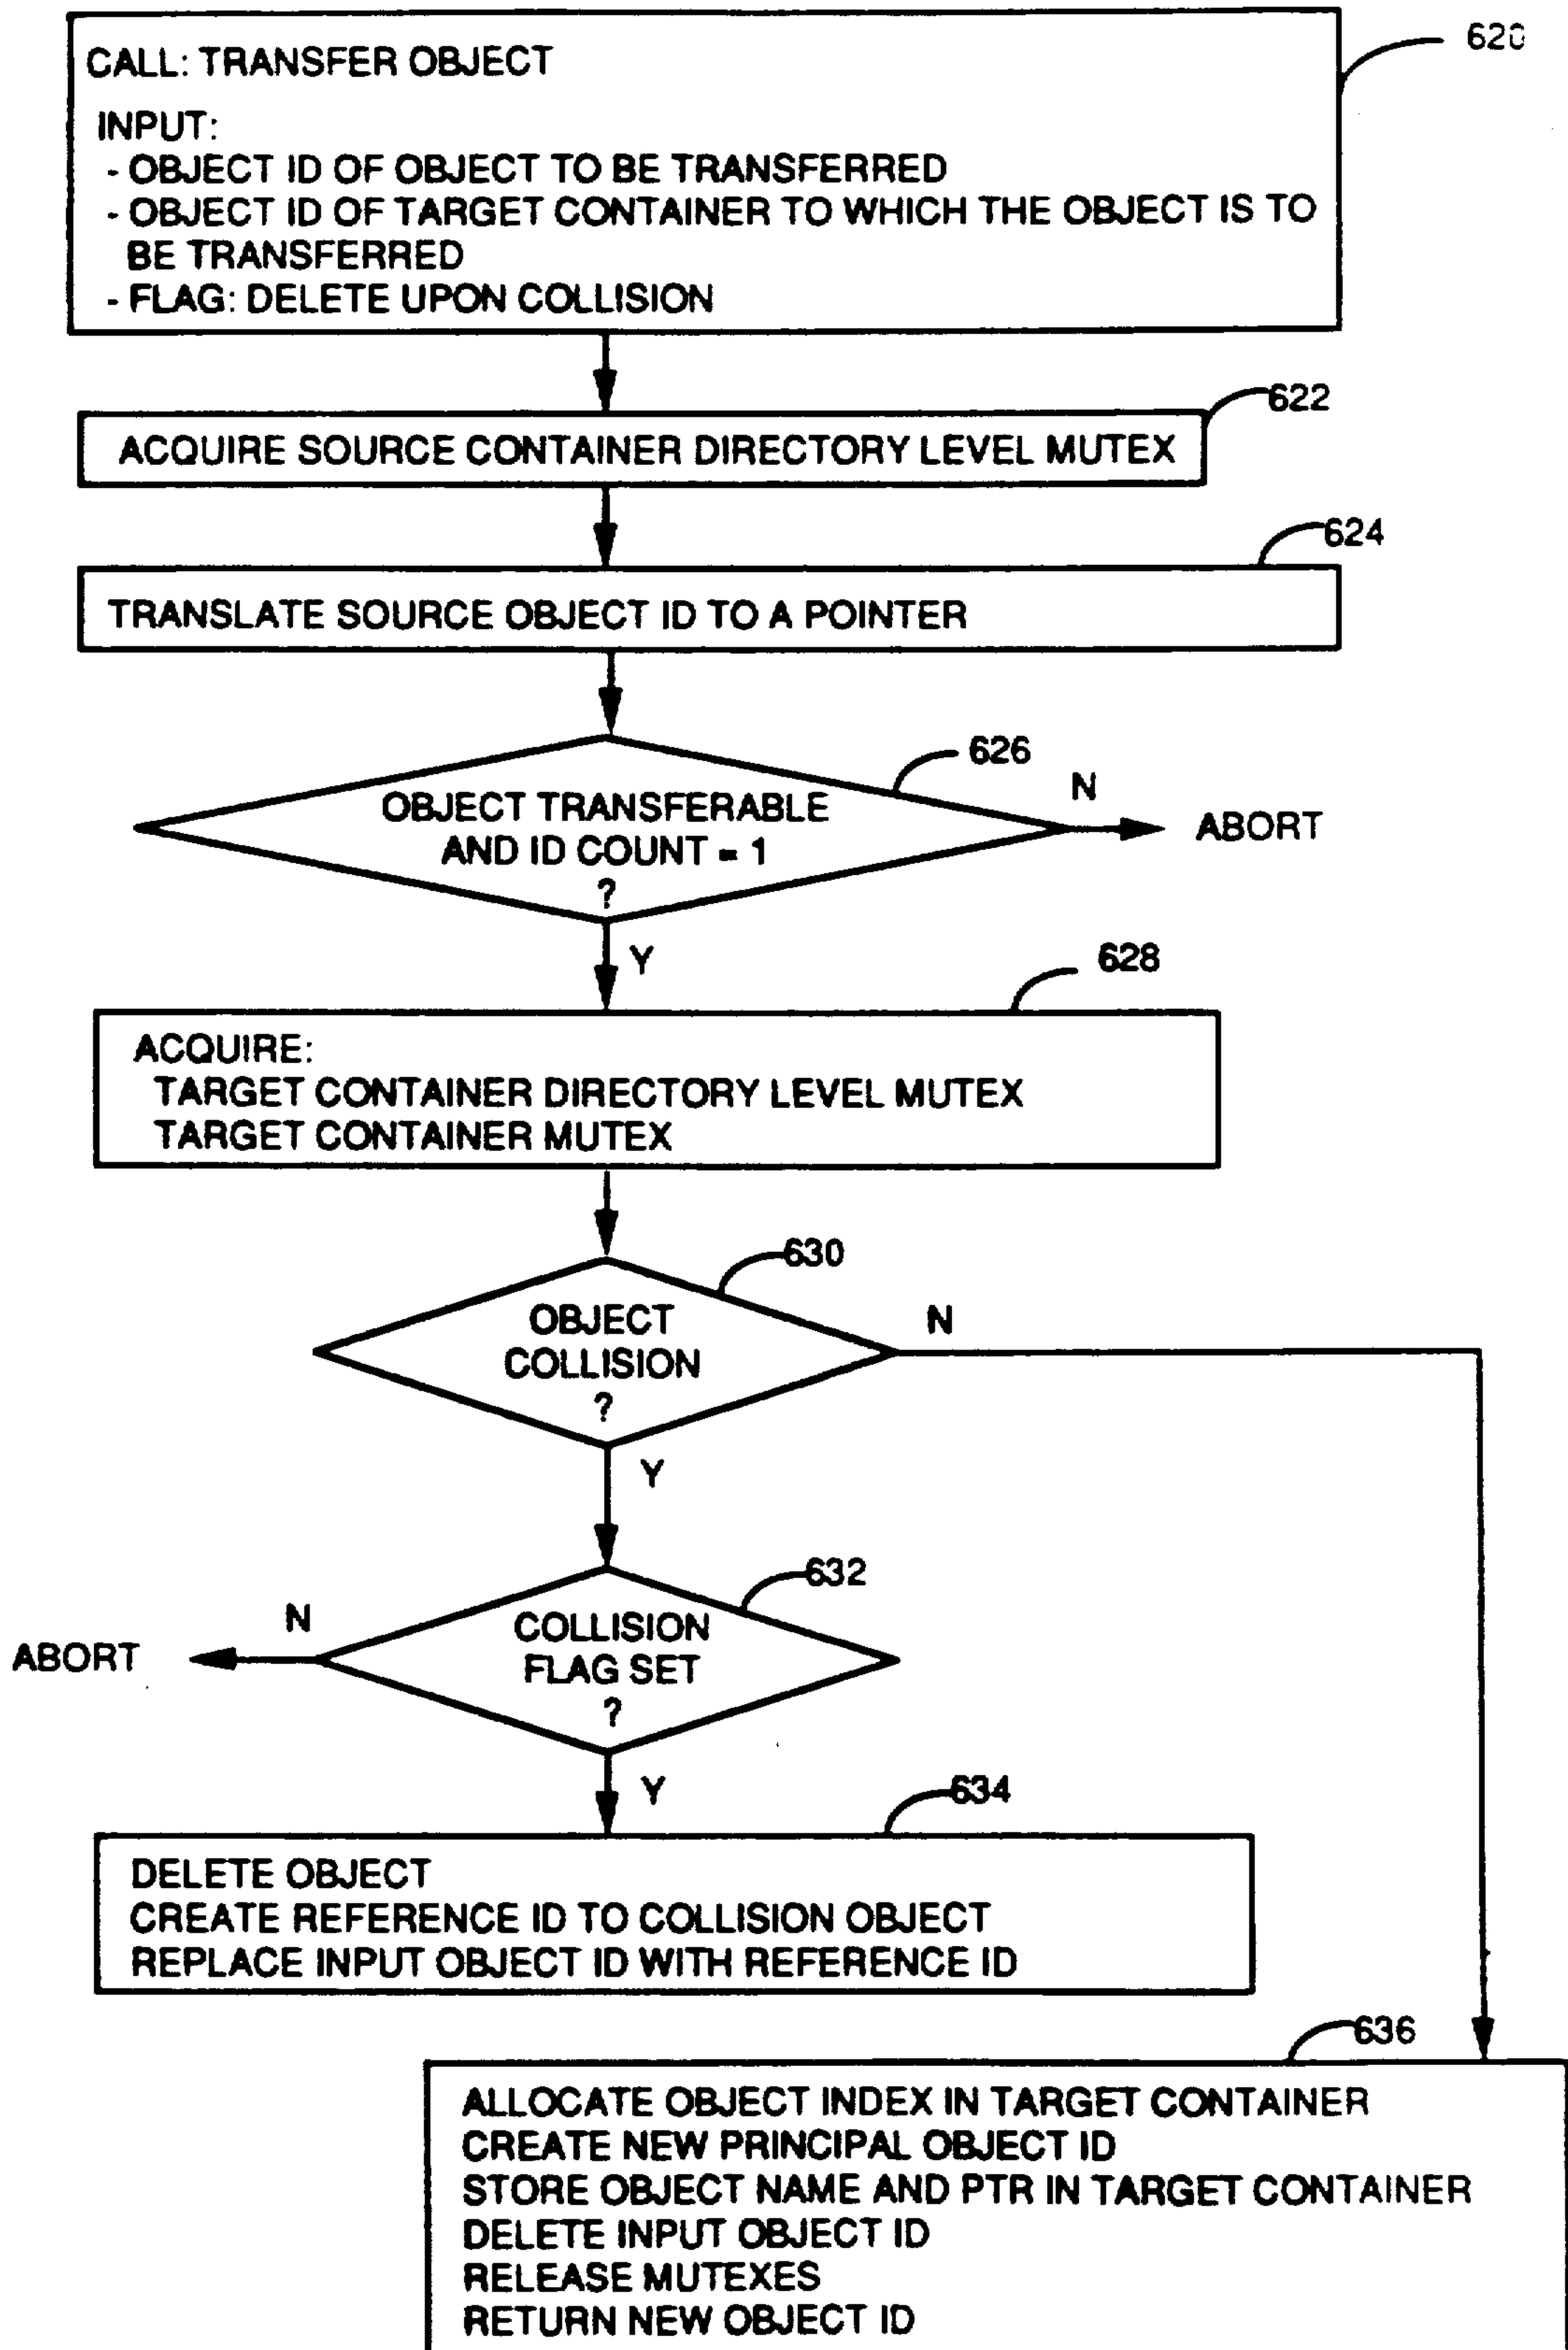 620
CALL: TRANSFER OBJECT
INPUT:
- OBJECT ID OF OBJECT TO BE TRANSFERRED
- OBJECT ID OF TARGET CONTAINER TO WHICH THE OBJECT IS TO
BE TRANSFERRED
- FLAG: DELETE UPON COLLISION
622
ACQUIRE SOURCE CONTAINER DIRECTORY LEVEL MUTEX
624
TRANSLATE SOURCE OBJECT ID TO A POINTER
626
OBJECT TRANSFERABLE
AND ID COUNT = 1
?
N
ABORT
Y
628
ACQUIRE:
TARGET CONTAINER DIRECTORY LEVEL MUTEX
TARGET CONTAINER MUTEX
630
OBJECT
COLLISION
?
N
Y
632
COLLISION
FLAG SET
?
N
ABORT
Y
634
DELETE OBJECT
CREATE REFERENCE ID TO COLLISION OBJECT
REPLACE INPUT OBJECT ID WITH REFERENCE ID
636
ALLOCATE OBJECT INDEX IN TARGET CONTAINER
CREATE NEW PRINCIPAL OBJECT ID
STORE OBJECT NAME AND PTR IN TARGET CONTAINER
DELETE INPUT OBJECT ID
RELEASE MUTEXES
RETURN NEW OBJECT ID